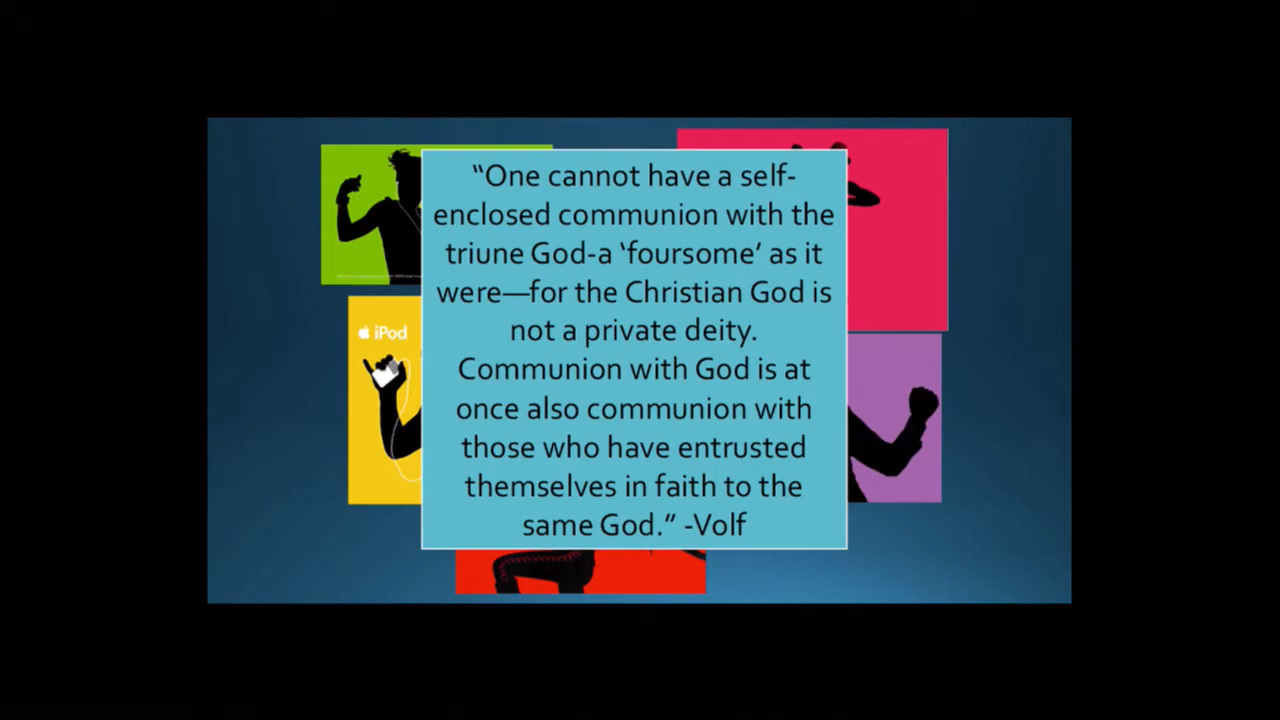 “One cannot have a self-
enclosed communion with the
triune God-a ‘foursome’ as it
were—for the Christian God is
not a private deity.
Communion with God is at
once also communion with
those who have entrusted
themselves in faith to the
same God.” -Volf
iPod